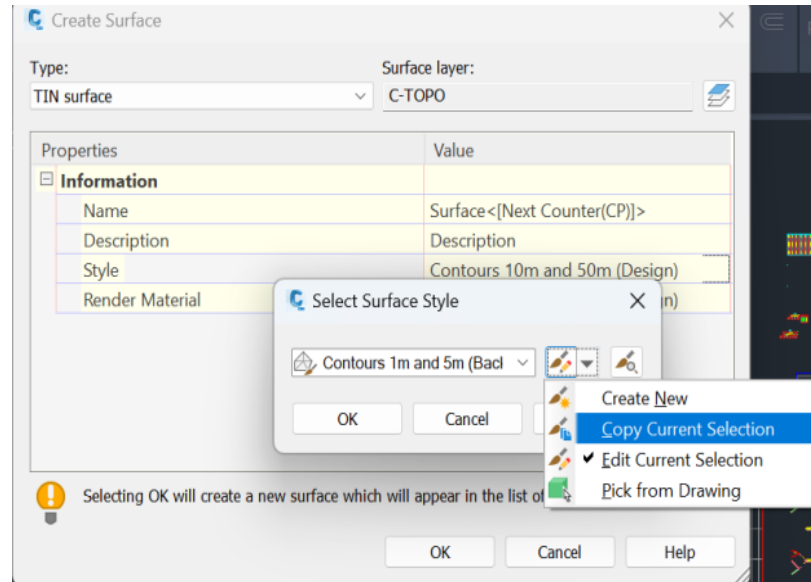 Create Surface
Type:
Surface layer:
TIN surface
C-TOPO
Properties Value
Information
Name Surface<[Next Counter(CP)]>
Description Description
Style Contours 10m and 50m (Design)
Render Material
Select Surface Style
Contours 1m and 5m (Bacl
OK Cancel
Create New
Copy Current Selection
Edit Current Selection
Pick from Drawing
Selecting OK will create a new surface which will appear in the list of
OK Cancel Help